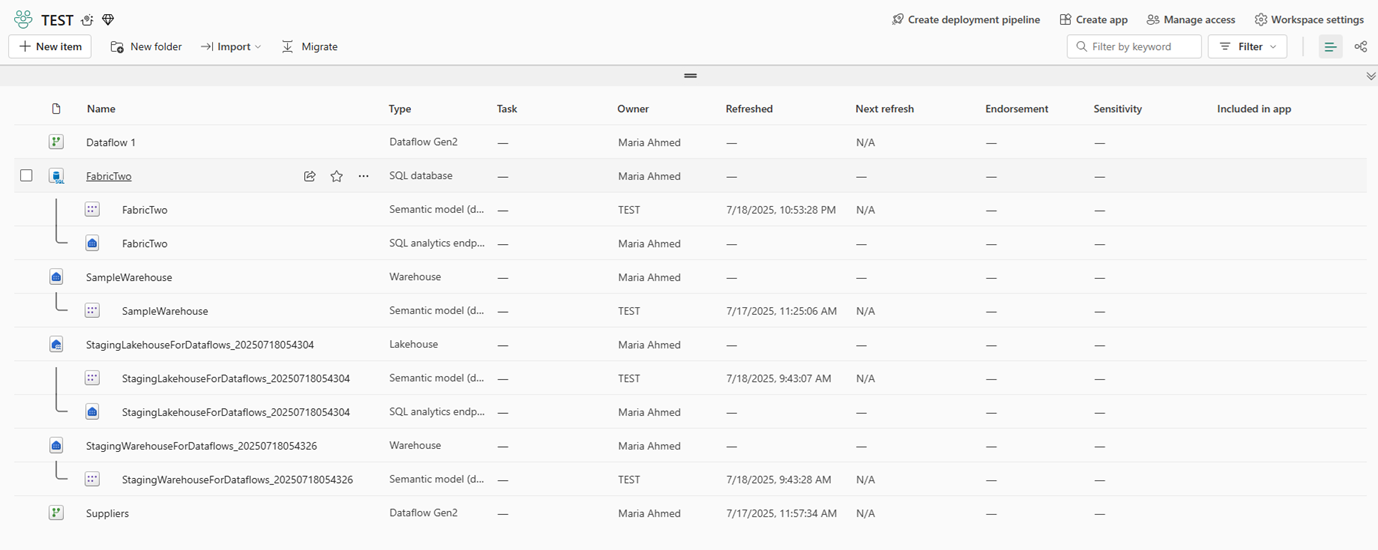 TEST
Create deployment pipeline Create app Manage access Workspace settings
New item New folder Import Migrate Filter by keyword Filter
Name Type Task Owner Refreshed Next refresh Endorsement Sensitivity Included in app
Dataflow 1 Dataflow Gen2 — Maria Ahmed — N/A — —
FabricTwo SQL database — Maria Ahmed — — — —
FabricTwo Semantic model (d... — TEST 7/18/2025, 10:53:28 PM N/A — —
FabricTwo SQL analytics endp... — Maria Ahmed — — — —
SampleWarehouse Warehouse — Maria Ahmed — — — —
SampleWarehouse Semantic model (d... — TEST 7/17/2025, 11:25:06 AM N/A — —
StagingLakehouseForDataflows_20250718054304 Lakehouse — Maria Ahmed — — — —
StagingLakehouseForDataflows_20250718054304 Semantic model (d... — TEST 7/18/2025, 9:43:07 AM N/A — —
StagingLakehouseForDataflows_20250718054304 SQL analytics endp... — Maria Ahmed — — — —
StagingWarehouseForDataflows_20250718054326 Warehouse — Maria Ahmed — — — —
StagingWarehouseForDataflows_20250718054326 Semantic model (d... — TEST 7/18/2025, 9:43:28 AM N/A — —
Suppliers Dataflow Gen2 — Maria Ahmed 7/17/2025, 11:57:34 AM N/A — —